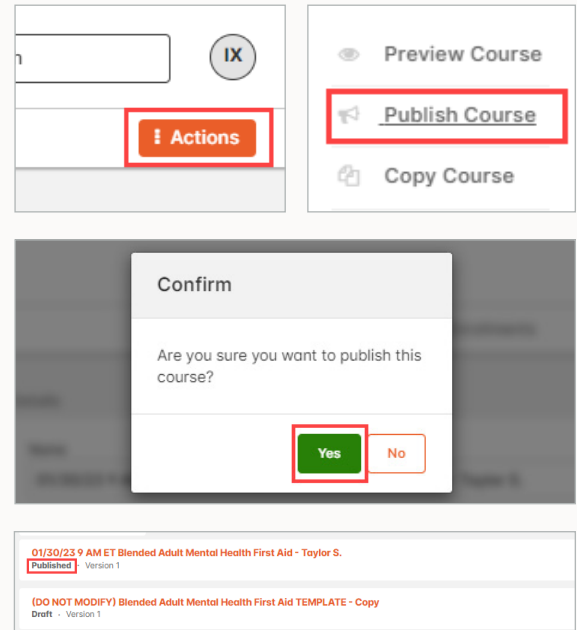 n
IX
Actions
Preview Course
Publish Course
Copy Course
Confirm
Are you sure you want to publish this
course?
Yes
No
01/30/23 9 AM ET Blended Adult Mental Health First Aid - Taylor S.
Published · Version 1
(DO NOT MODIFY) Blended Adult Mental Health First Aid TEMPLATE - Copy
Draft · Version 1